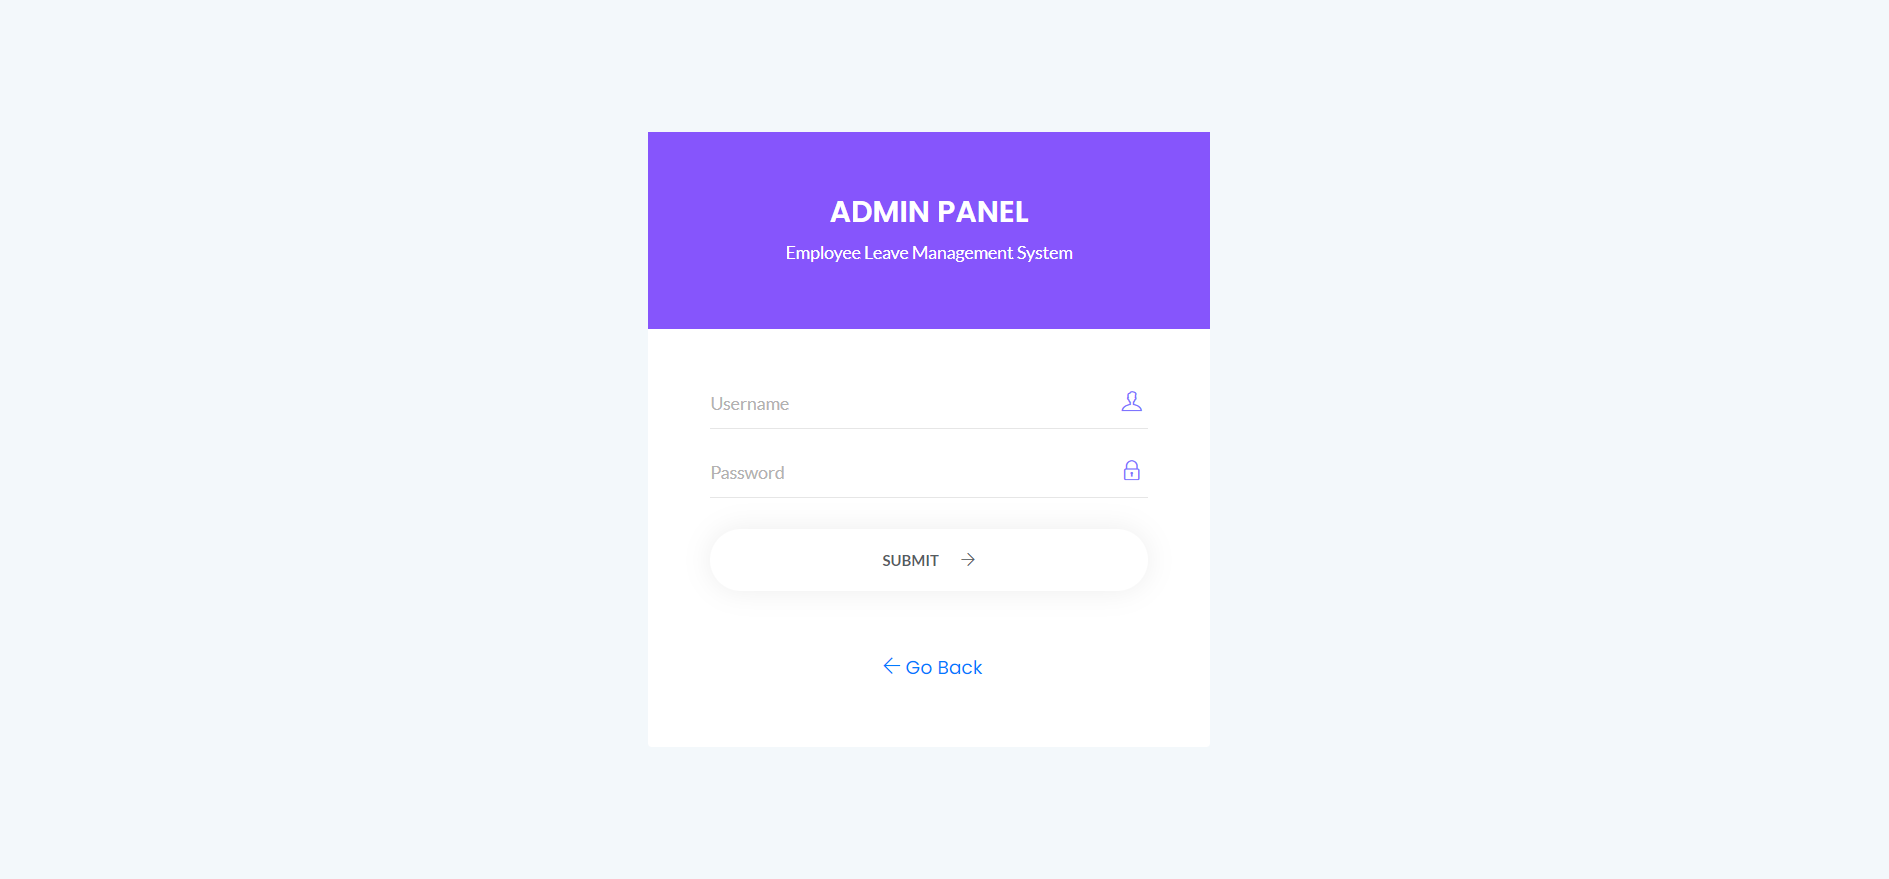 ADMIN PANEL
Employee Leave Management System
Username
Password
SUBMIT
Go Back